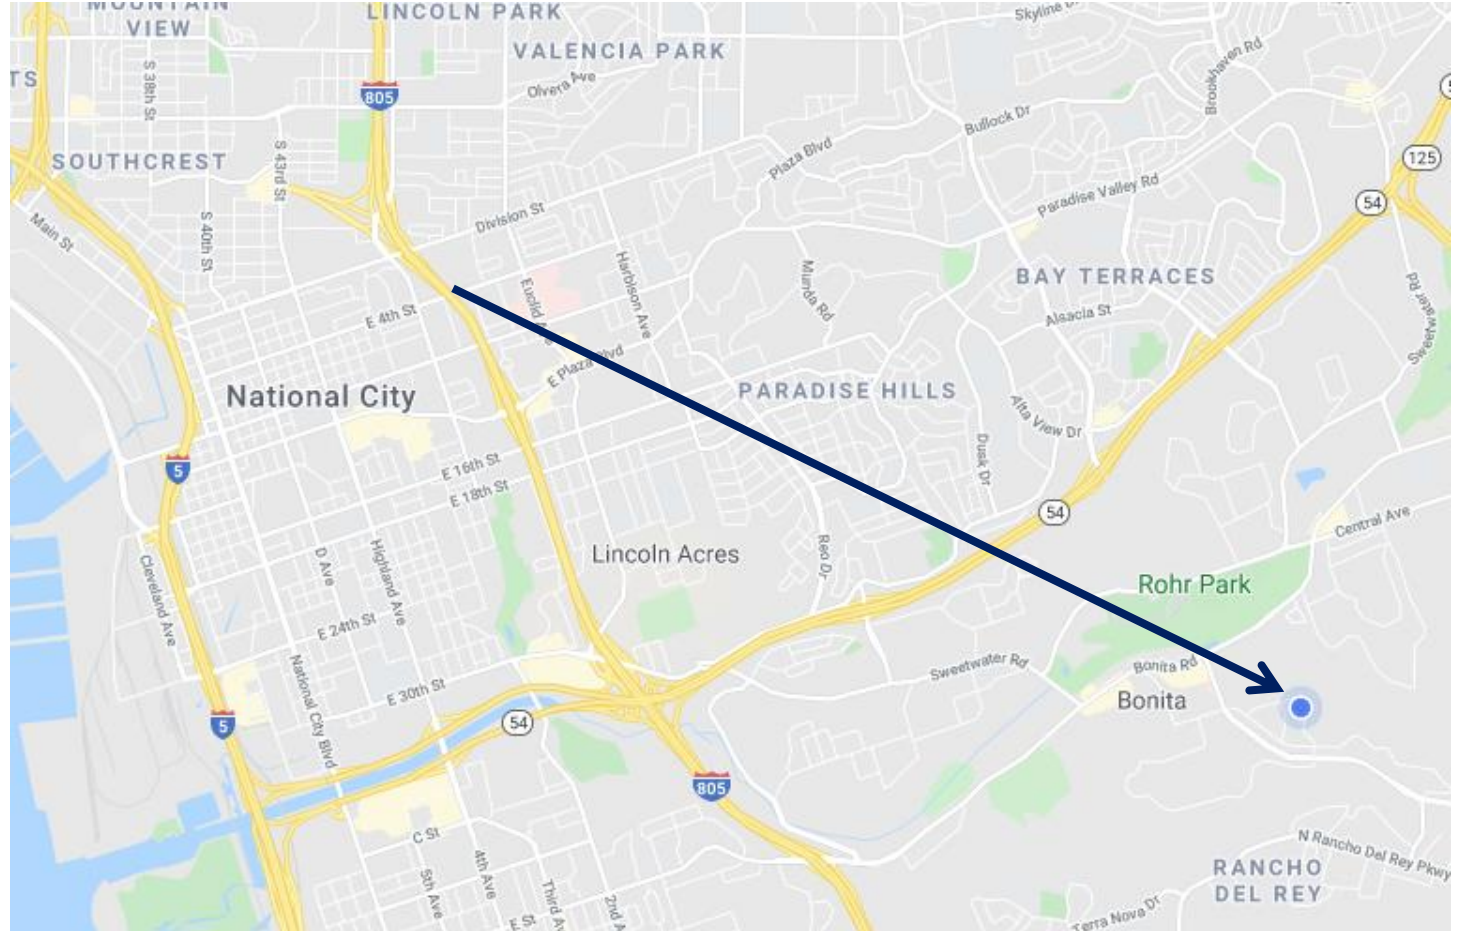 MOUNTAIN
VIEW
LINCOLN PARK
VALENCIA PARK
Skyline
Brookhaven Rd
TS
S 38th St
805
Olvera Ave
Bullock Dr
Plaza Blvd
125
SOUTHCREST
S 43rd St
Paradise Valley Rd
54
Main St
S 40th St
Division St
Harbison Ave
Munda Rd
BAY TERRACES
Sweetwater Rd
Euclid
E 4th St
Alsacia St
E Plaza Blvd
National City
PARADISE HILLS
Alta View Dr
Dusk Dr
5
E 16th St
E 18th St
54
Central Ave
Cleveland Ave
D Ave
Highland Ave
Lincoln Acres
Reo Dr
Rohr Park
E 24th St
National City Blvd
E 30th St
Sweetwater Rd
Bonita Rd
Bonita
5
54
805
C St
5th Ave
4th Ave
Third
2nd
N Rancho Del Rey Pkwy
RANCHO
DEL REY
Terra Nova Dr